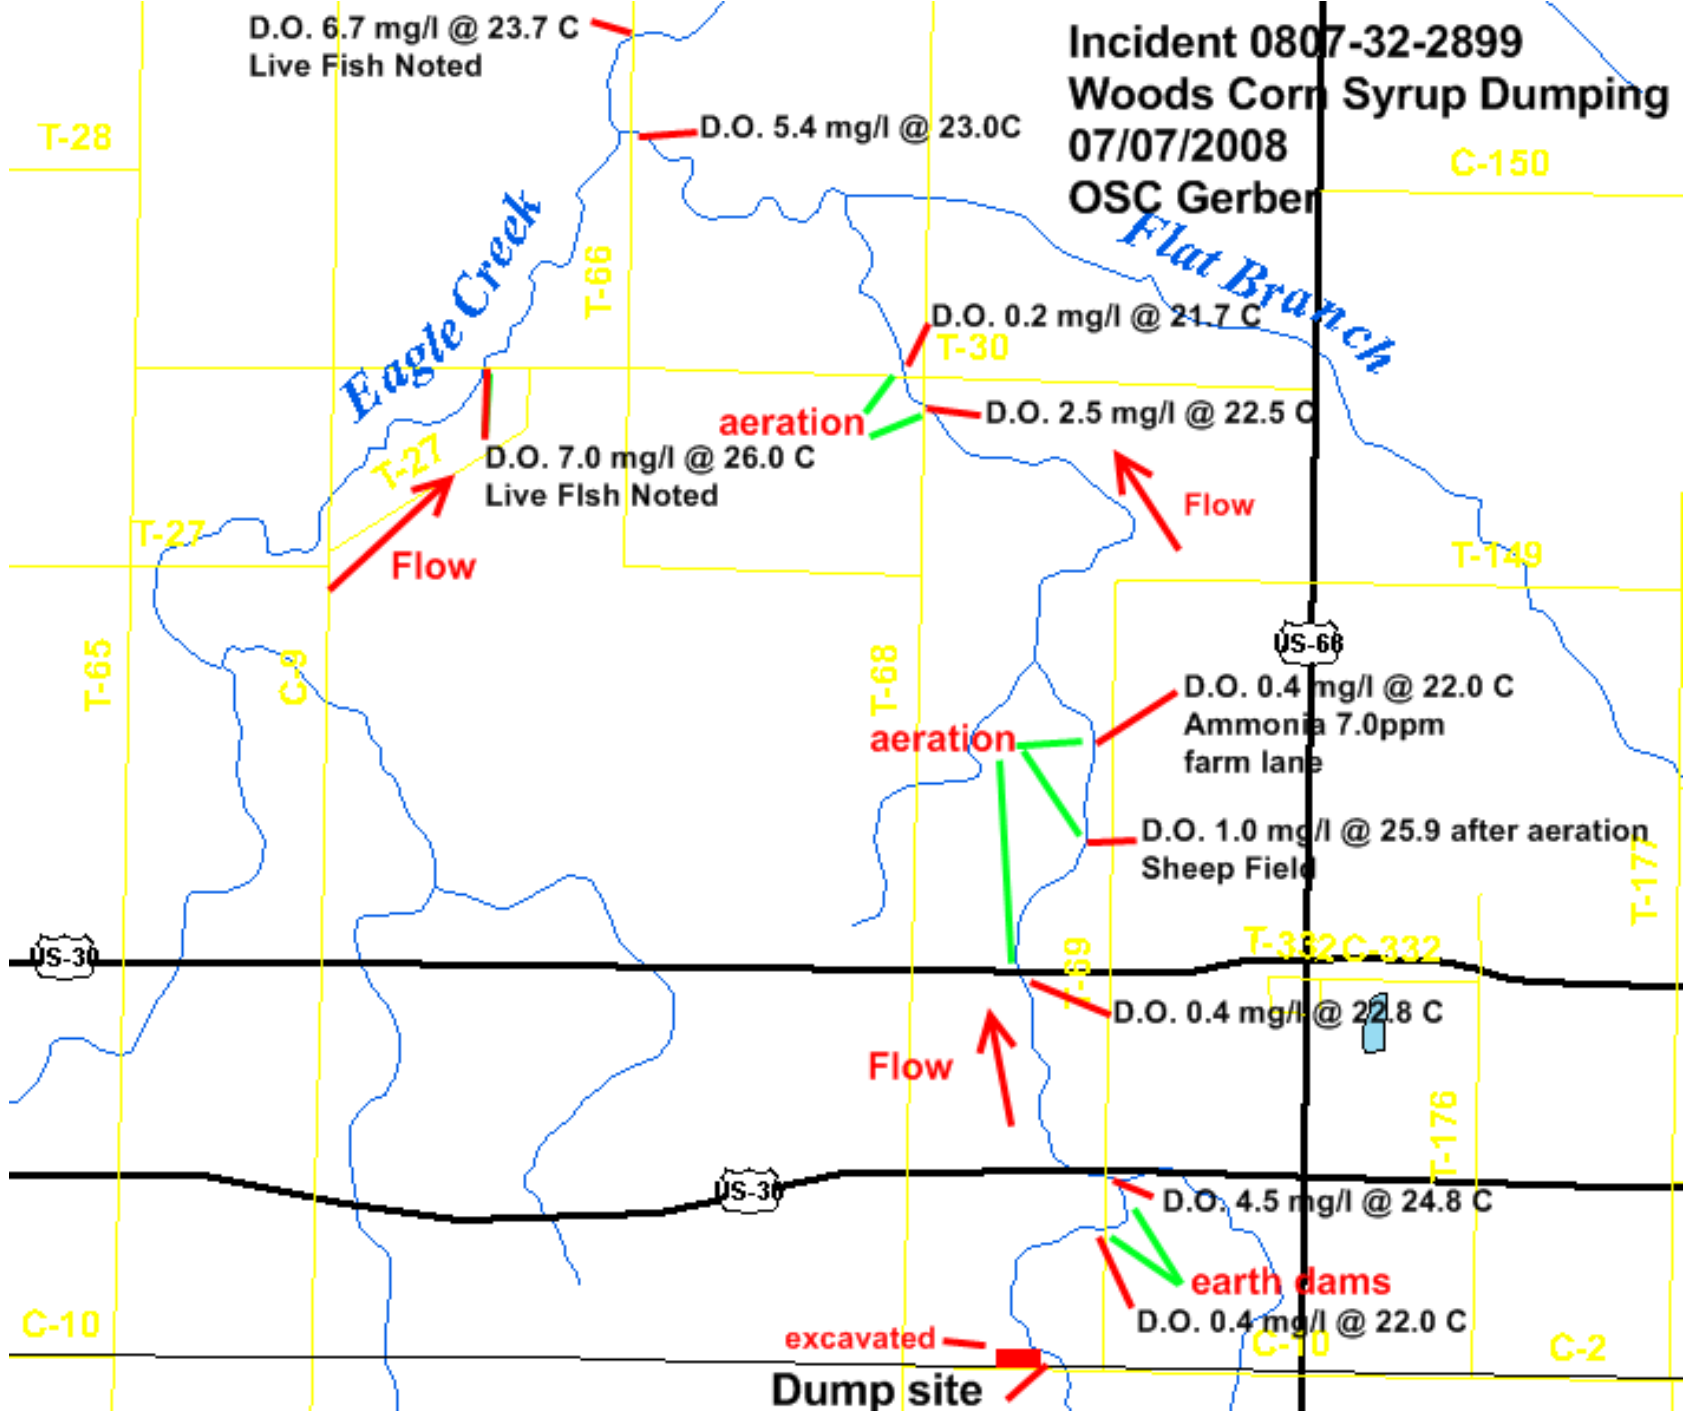 D.O. 6.7 mg/l @ 23.7 C
Live Fish Noted
Incident 0807-32-2899
Woods Corn Syrup Dumping
07/07/2008
OSC Gerber
T-28
D.O. 5.4 mg/l @ 23.0C
C-150
Eagle Creek
T-66
Flat Branch
D.O. 0.2 mg/l @ 21.7 C
T-30
aeration
D.O. 2.5 mg/l @ 22.5 C
T-27
D.O. 7.0 mg/l @ 26.0 C
Live FIsh Noted
Flow
T-27
Flow
T-149
US-68
T-65
C-9
T-68
D.O. 0.4 mg/l @ 22.0 C
Ammonia 7.0ppm
farm lane
aeration
D.O. 1.0 mg/l @ 25.9 after aeration
Sheep Field
T-177
US-30
T-69
T-332
C-332
D.O. 0.4 mg/l @ 22.8 C
Flow
T-176
US-30
D.O. 4.5 mg/l @ 24.8 C
earth dams
D.O. 0.4 mg/l @ 22.0 C
C-10
excavated
C-10
C-2
Dump site